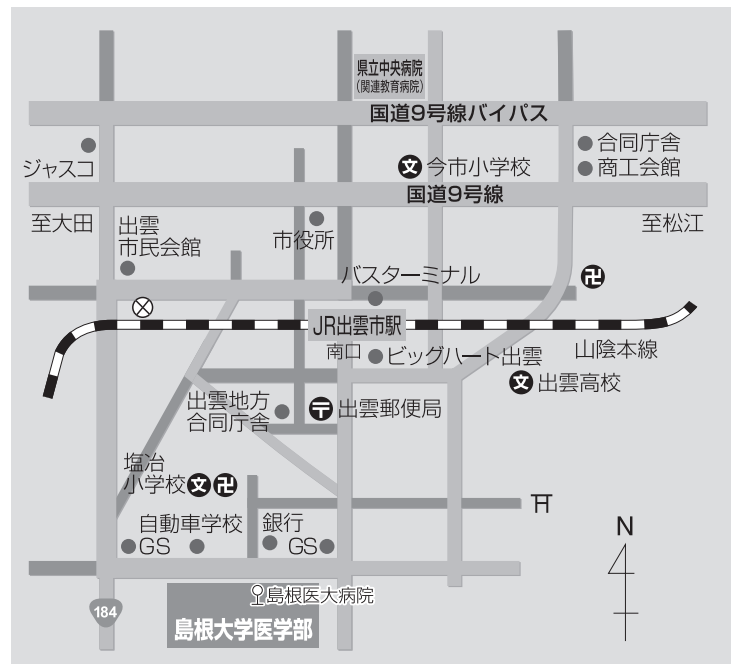 県立中央病院
(関連教育病院)
国道9号線バイパス
合同庁舎
ジャスコ
文 今市小学校
商工会館
国道9号線
至大田
出雲
市民会館
市役所
至松江
バスターミナル
卍
JR出雲市駅
南口
ビッグハート出雲
山陰本線
文 出雲高校
出雲地方
合同庁舎
〒 出雲郵便局
塩冶
小学校 文 卍
自動車学校
銀行
GS
GS
N
島根医大病院
184
島根大学医学部